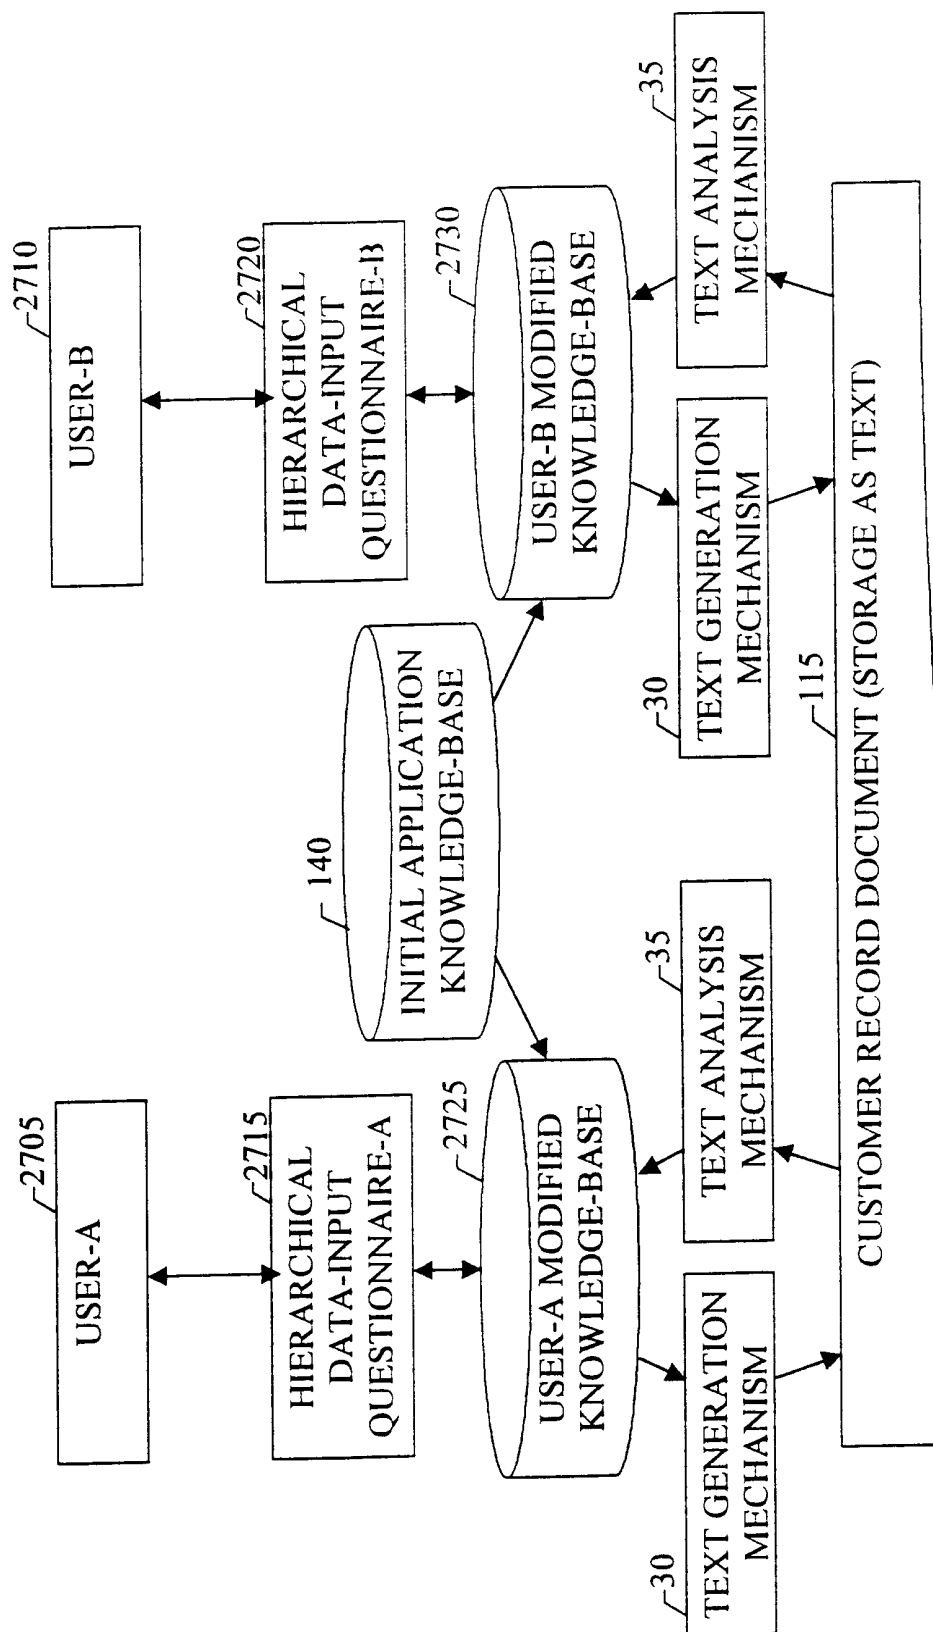 2705
USER-A
2710
USER-B
2715
HIERARCHICAL
DATA-INPUT
QUESTIONNAIRE-A
2720
HIERARCHICAL
DATA-INPUT
QUESTIONNAIRE-B
140
INITIAL APPLICATION
KNOWLEDGE-BASE
2725
USER-A MODIFIED
KNOWLEDGE-BASE
2730
USER-B MODIFIED
KNOWLEDGE-BASE
30
TEXT GENERATION
MECHANISM
35
TEXT ANALYSIS
MECHANISM
30
TEXT GENERATION
MECHANISM
35
TEXT ANALYSIS
MECHANISM
115
CUSTOMER RECORD DOCUMENT (STORAGE AS TEXT)